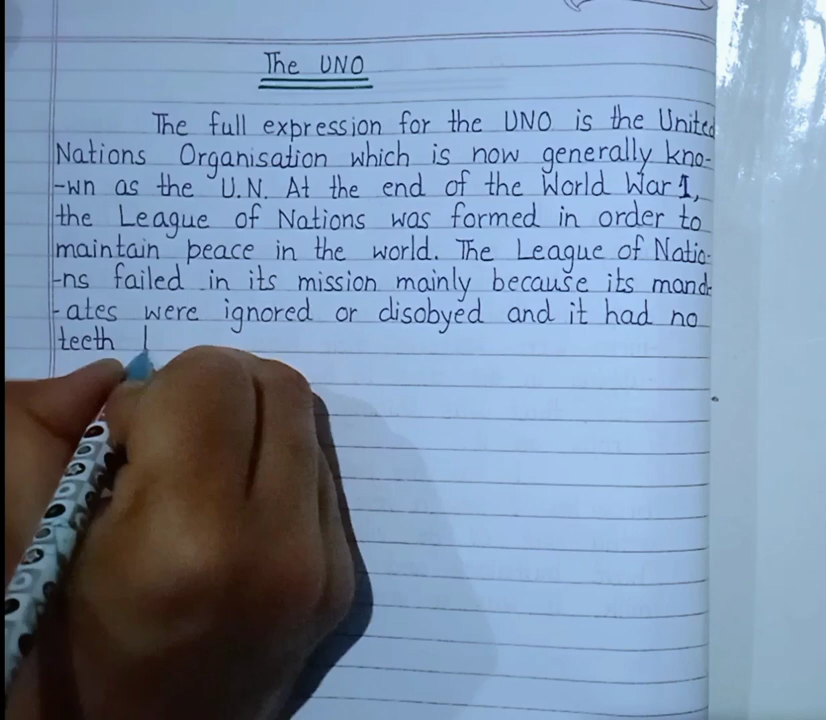 The UNO
The full expression for the UNO is the United
Nations Organisation which is now generally kno-
-wn as the U.N. At the end of the World War 1,
the League of Nations was formed in order to
maintain peace in the world. The League of Natio-
-ns failed in its mission mainly because its mand-
-ates were ignored or disobyed and it had no
teeth